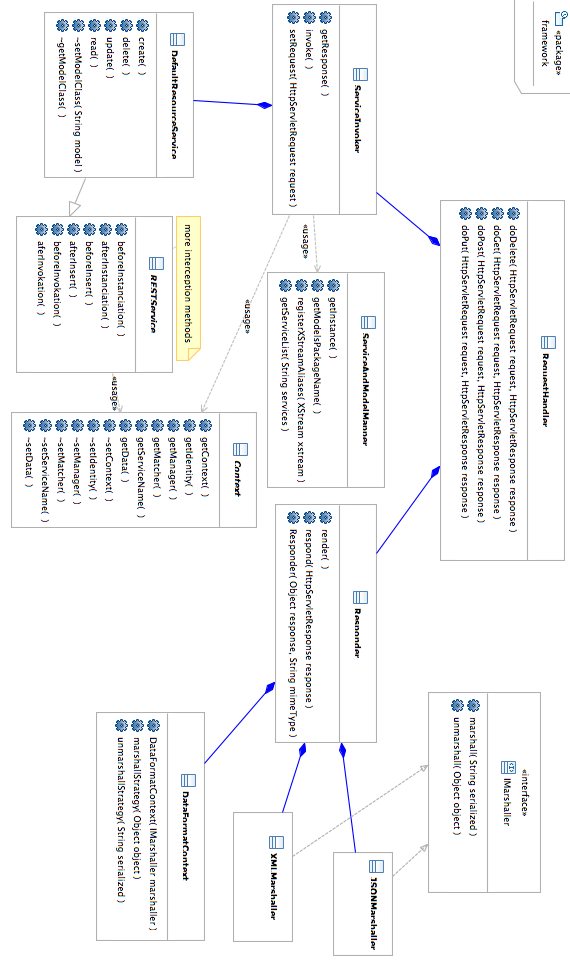 «package»
framework
RequestHandler
doDelete( HttpServletRequest request, HttpServletResponse response )
doGet( HttpServletRequest request, HttpServletResponse response )
doPost( HttpServletRequest request, HttpServletResponse response )
doPut( HttpServletRequest request, HttpServletResponse response )
ServiceInvoker
getResponse( )
invoke( )
setRequest( HttpServletRequest request )
DefaultResourceService
create( )
delete( )
update( )
read( )
~setModelClass( String model )
~getModelClass( )
«usage»
«usage»
ServiceAndModelMapper
getInstance( )
getModelsPackageName( )
registerXStreamAliases( XStream xstream )
getServiceList( String services )
more interception methods
RESTService
beforeInstanciation( )
afterInstanciation( )
beforeInsert( )
afterInsert( )
beforeInvokation( )
aferInvokation( )
«usage»
Context
getContext( )
getIdentity( )
getManager( )
getMatcher( )
getServiceName( )
getData( )
~setContext( )
~setIdentity( )
~setManager( )
~setMatcher( )
~setServiceName( )
~setData( )
Responder
render( )
respond( HttpServletResponse response )
Responder( Object response, String mimeType )
«interface»
IMarshaller
marshall( String serialized )
unmarshall( Object object )
DataFormatContext
DataFormatContext( IMarshaller marshaller )
marshallStrategy( Object object )
unmarshallStrategy( String serialized )
XMLMarshaller
JSONMarshaller